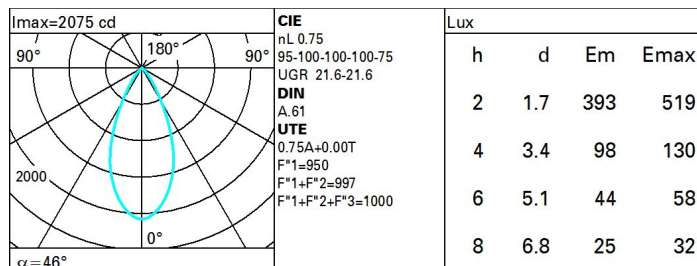 Imax=2075 cd
90°
180°
90°
2000
0°
α=46°
CIE
nL 0.75
95-100-100-100-75
UGR 21.6-21.6
DIN
A.61
UTE
0.75A+0.00T
F"1=950
F"1+F"2=997
F"1+F"2+F"3=1000
Lux
h d Em Emax
2 1.7 393 519
4 3.4 98 130
6 5.1 44 58
8 6.8 25 32